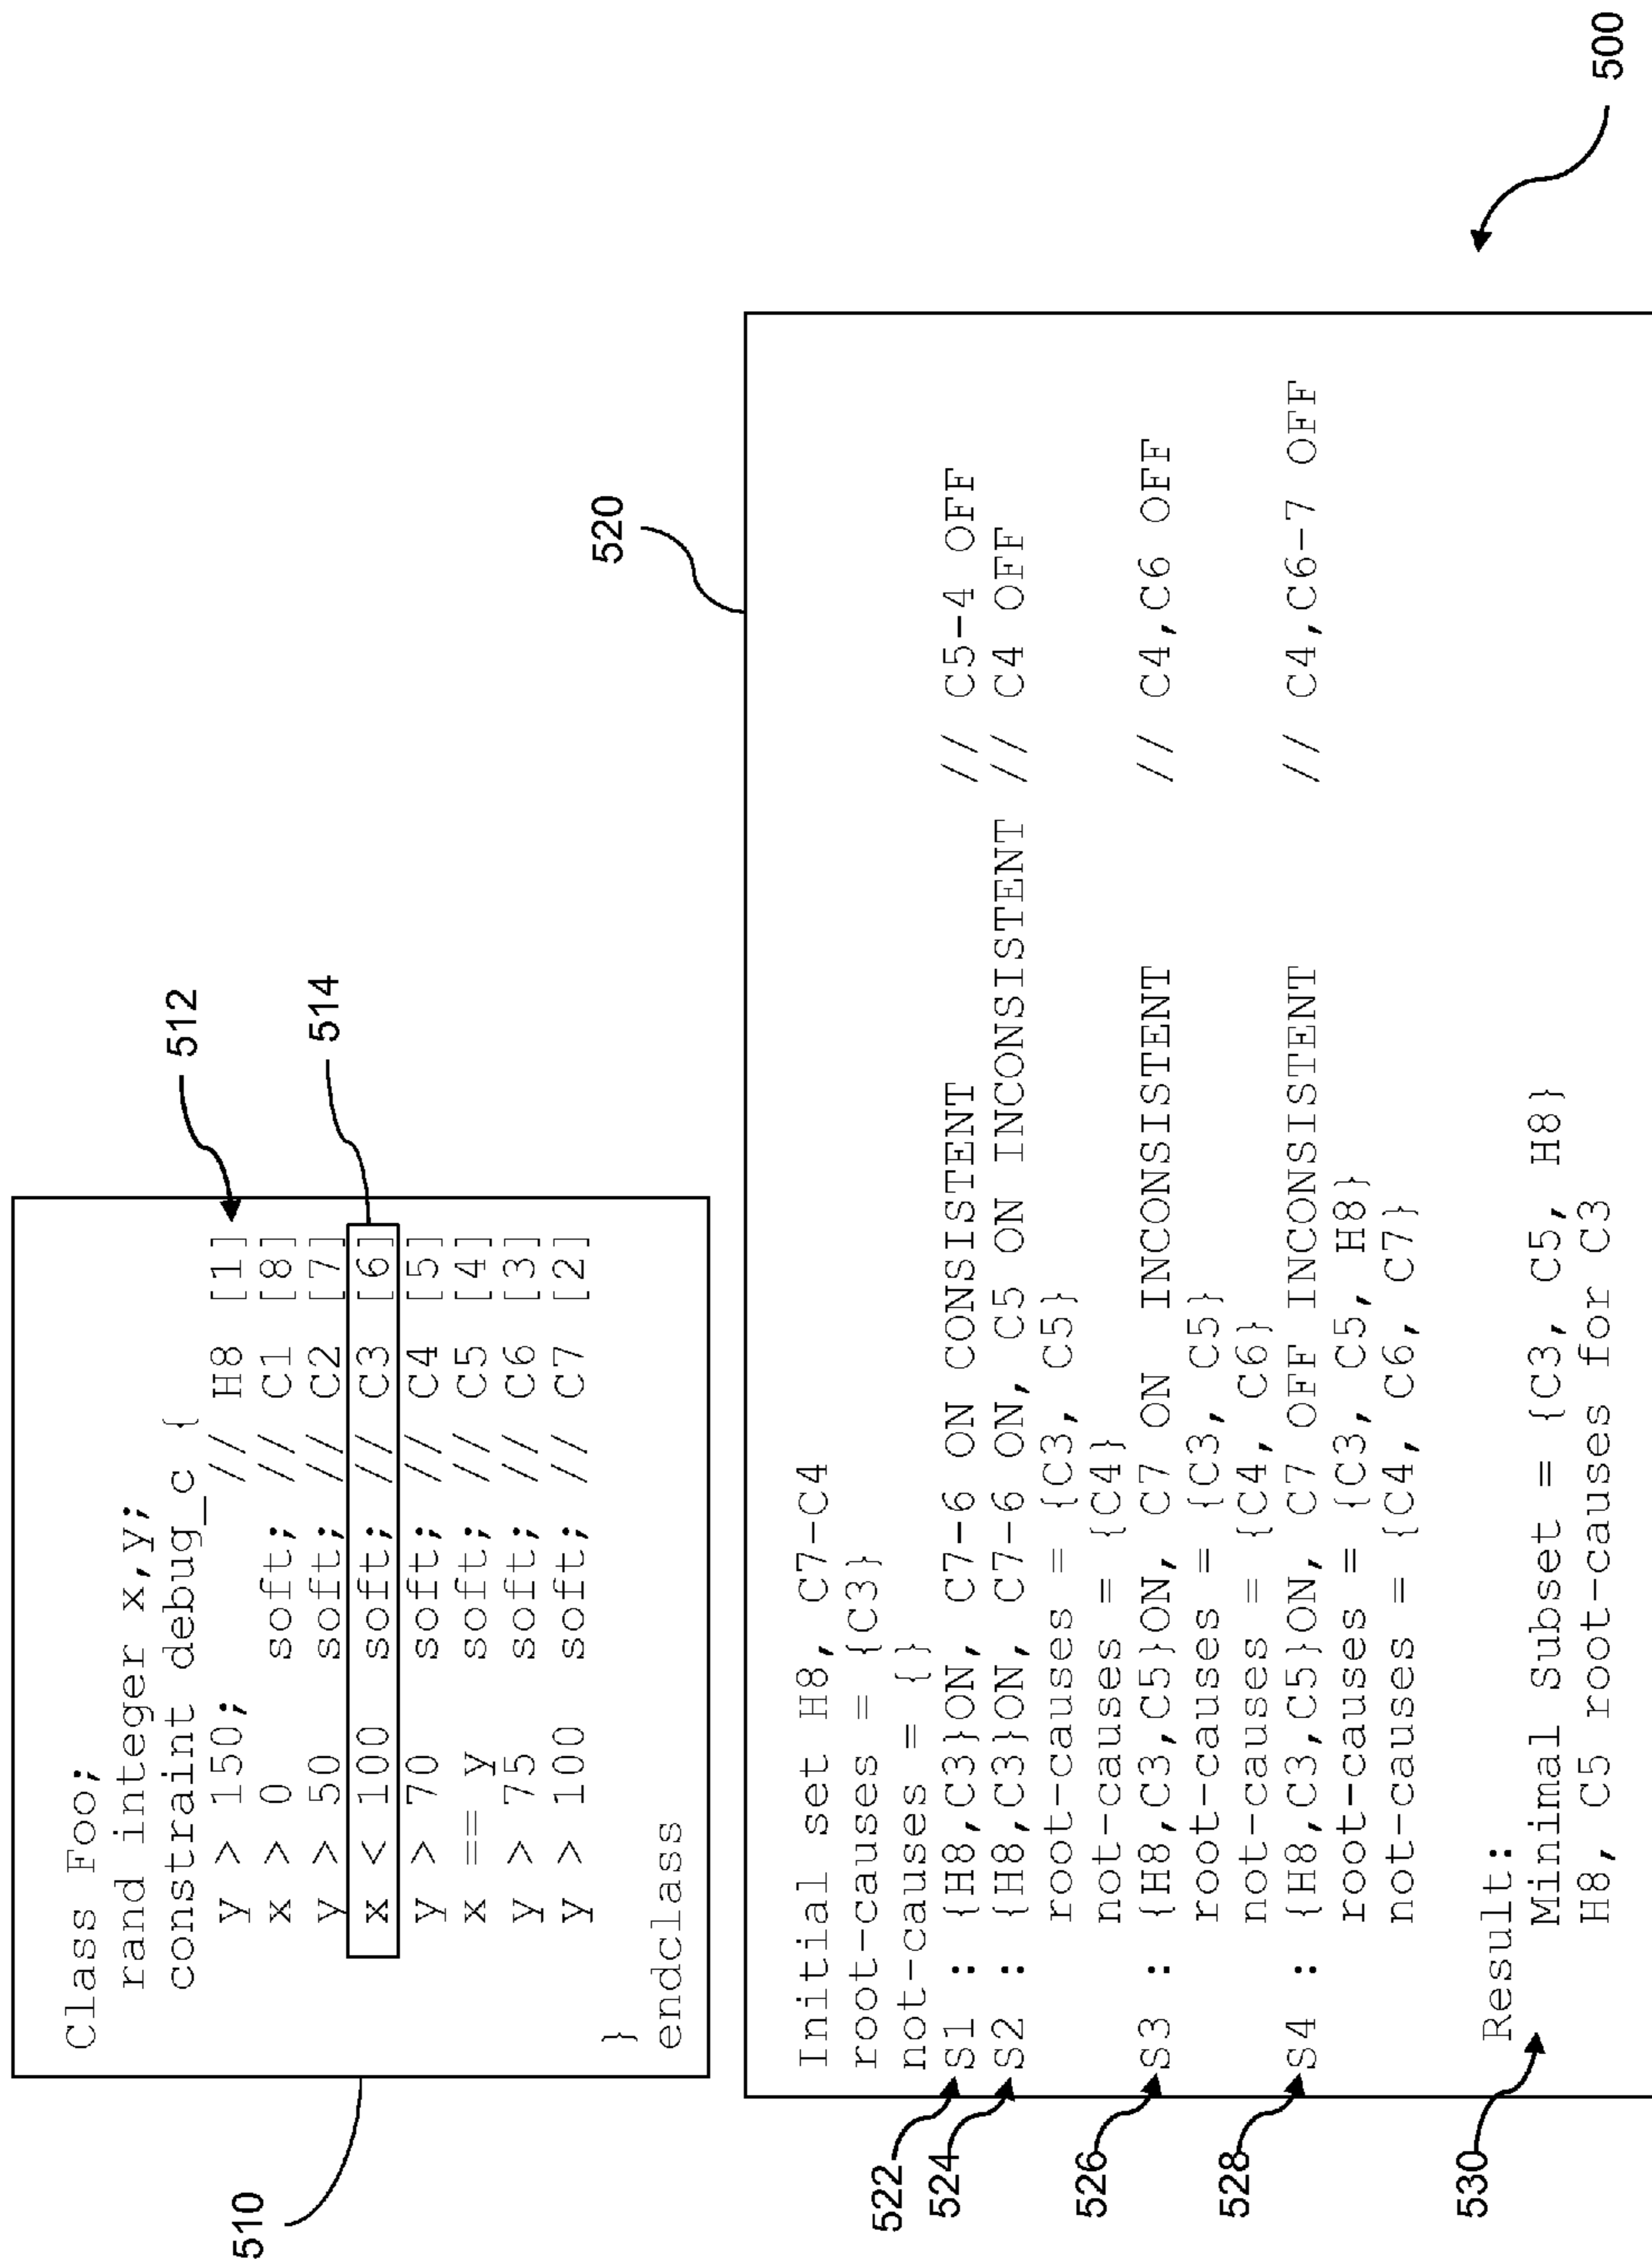 510
Class Foo;
rand integer x,y;
constraint debug_c {
y > 150; // H8 [1]
x > 0 soft; // C1 [8]
y > 50 soft; // C2 [7]
x < 100 soft; // C3 [6]
y > 70 soft; // C4 [5]
x == y soft; // C5 [4]
y > 75 soft; // C6 [3]
y > 100 soft; // C7 [2]
}
endclass
512
514
520
Initial set H8, C7-C4
root-causes = {C3}
not-causes = {}
522
S1 : {H8,C3}ON, C7-6 ON CONSISTENT // C5-4 OFF
524
S2 : {H8,C3}ON, C7-6 ON, C5 ON INCONSISTENT // C4 OFF
root-causes = {C3, C5}
not-causes = {C4}
526
S3 : {H8,C3,C5}ON, C7 ON INCONSISTENT // C4,C6 OFF
root-causes = {C3, C5}
not-causes = {C4, C6}
528
S4 : {H8,C3,C5}ON, C7 OFF INCONSISTENT // C4,C6-7 OFF
root-causes = {C3, C5, H8}
not-causes = {C4, C6, C7}
530
Result:
Minimal Subset = {C3, C5, H8}
H8, C5 root-causes for C3
500